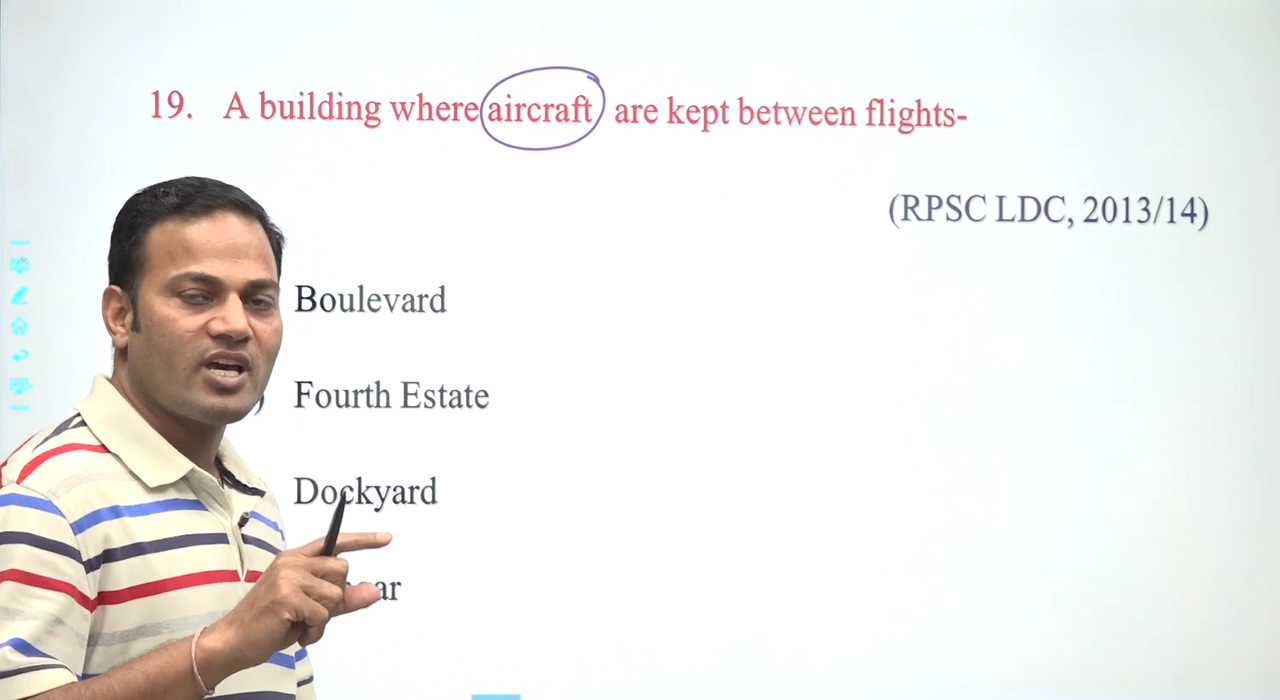 19. A building where aircraft are kept between flights-
(RPSC LDC, 2013/14)
Boulevard
Fourth Estate
Dockyard